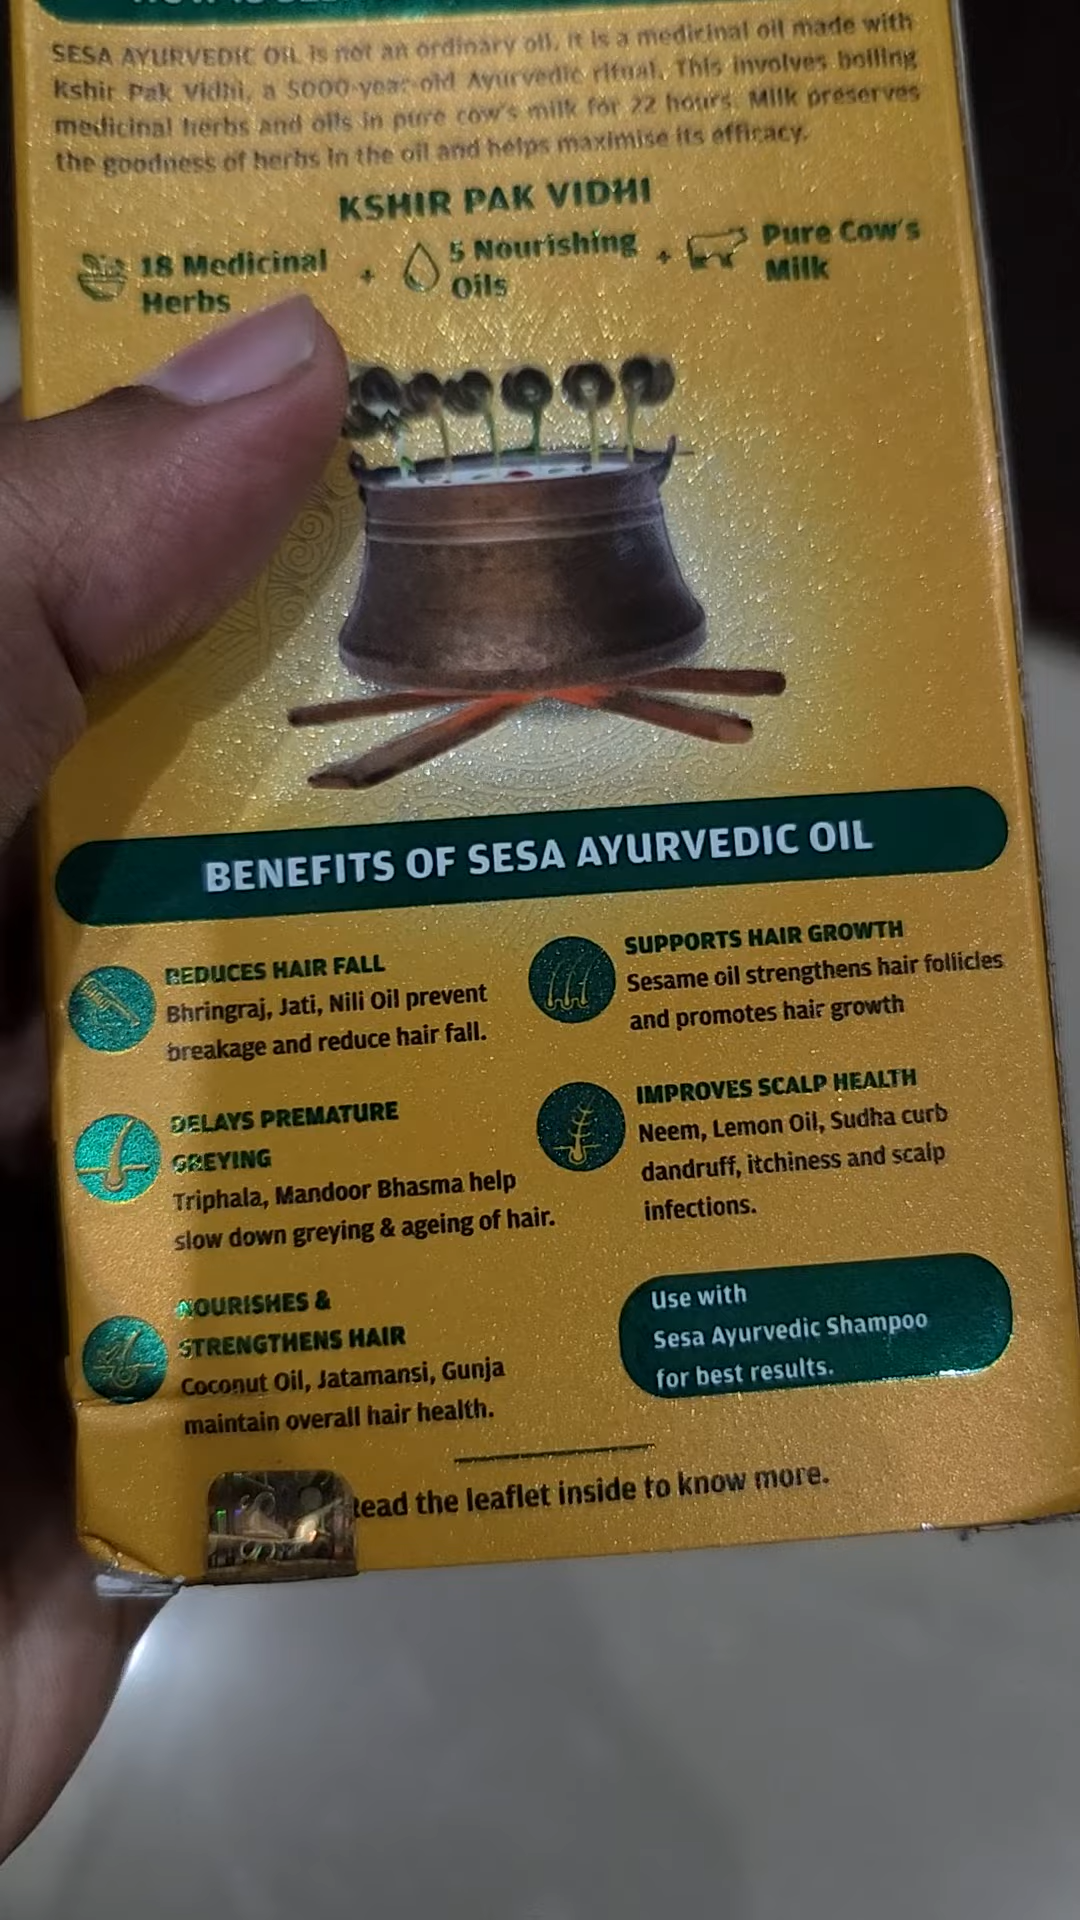 SESA AYURVEDIC OIL is not an ordinary oil, it is a medicinal oil made with
Kshir Pak Vidhi, a 5000-year-old Ayurvedic ritual. This involves boiling
medicinal herbs and oils in pure cow's milk for 22 hours. Milk preserves
the goodness of herbs in the oil and helps maximise its efficacy.
KSHIR PAK VIDHI
18 Medicinal
Herbs
+
5 Nourishing
Oils
+
Pure Cow's
Milk
BENEFITS OF SESA AYURVEDIC OIL
REDUCES HAIR FALL
Bhringraj, Jati, Nili Oil prevent
breakage and reduce hair fall.
SUPPORTS HAIR GROWTH
Sesame oil strengthens hair follicles
and promotes hair growth
DELAYS PREMATURE
GREYING
Triphala, Mandoor Bhasma help
slow down greying & ageing of hair.
IMPROVES SCALP HEALTH
Neem, Lemon Oil, Sudha curb
dandruff, itchiness and scalp
infections.
NOURISHES &
STRENGTHENS HAIR
Coconut Oil, Jatamansi, Gunja
maintain overall hair health.
Use with
Sesa Ayurvedic Shampoo
for best results.
the leaflet inside to know more.